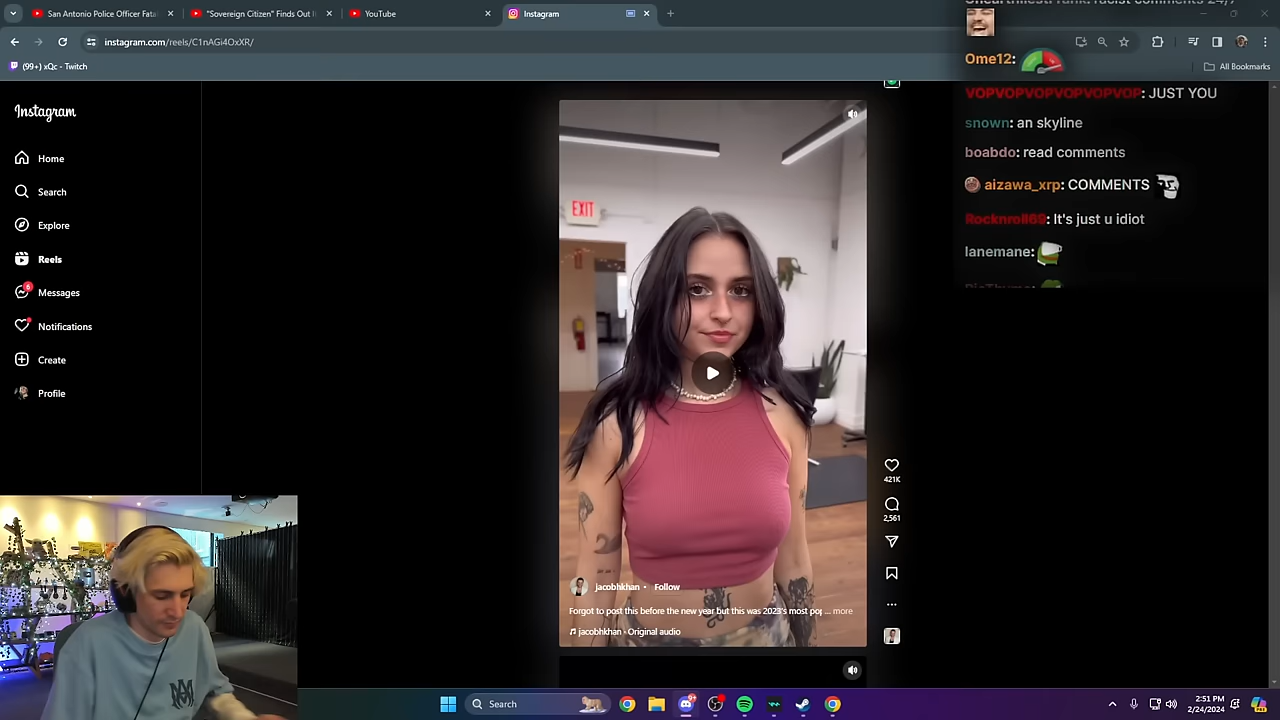 San Antonio Police Officer Fata
"Sovereign Citizen
YouTube
Instagram
instagram.com/reels/C1nAGi4OxXR/
(99+) xQc - Twitch
All Bookmarks
Ome12:
VOPVOPVOPVOPVOPVOP: JUST YOU
snown: an skyline
boabdo: read comments
aizawa_xrp: COMMENTS
Rocknroll69: It's just u idiot
lanemane:
Instagram
Home
Search
Explore
Reels
6
Messages
Notifications
Create
Profile
EXIT
421K
2,561
jacobhkhan • Follow
Forgot to post this before the new year but this was 2023's most pop ... more
jacobhkhan • Original audio
Search
2:51 PM
2/24/2024